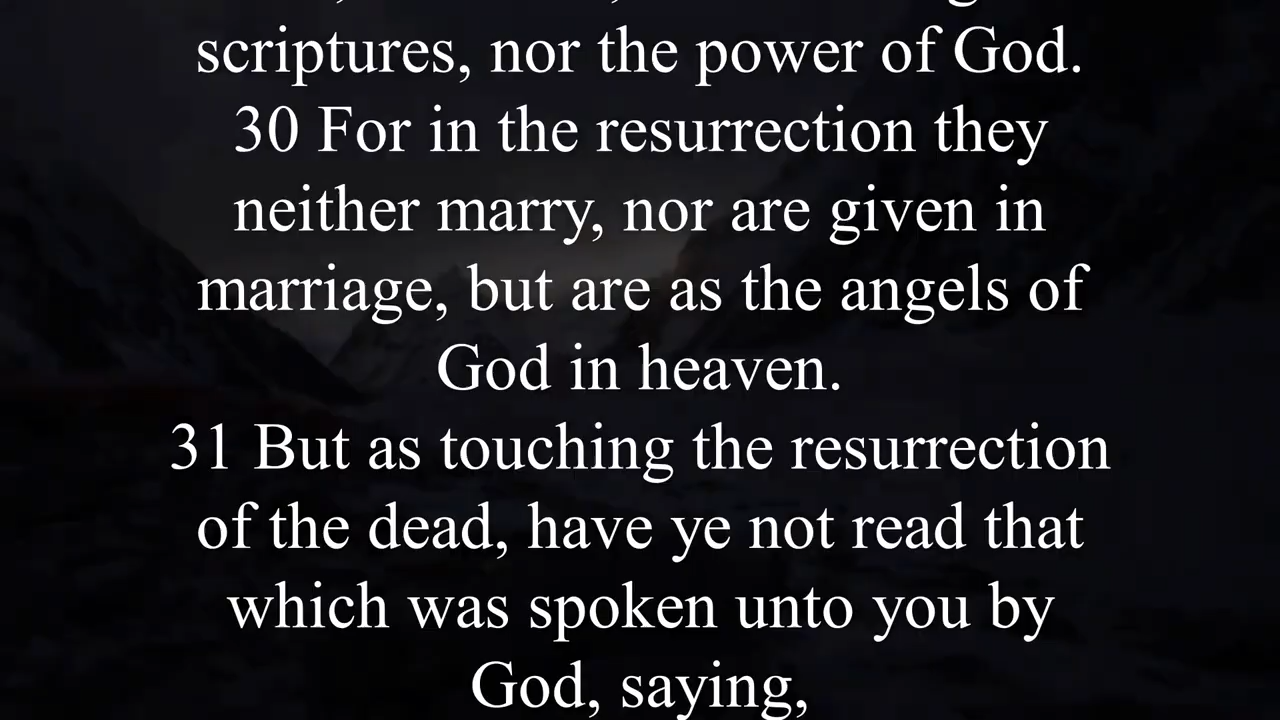 scriptures, nor the power of God.
30 For in the resurrection they
neither marry, nor are given in
marriage, but are as the angels of
God in heaven.
31 But as touching the resurrection
of the dead, have ye not read that
which was spoken unto you by
God, saying,